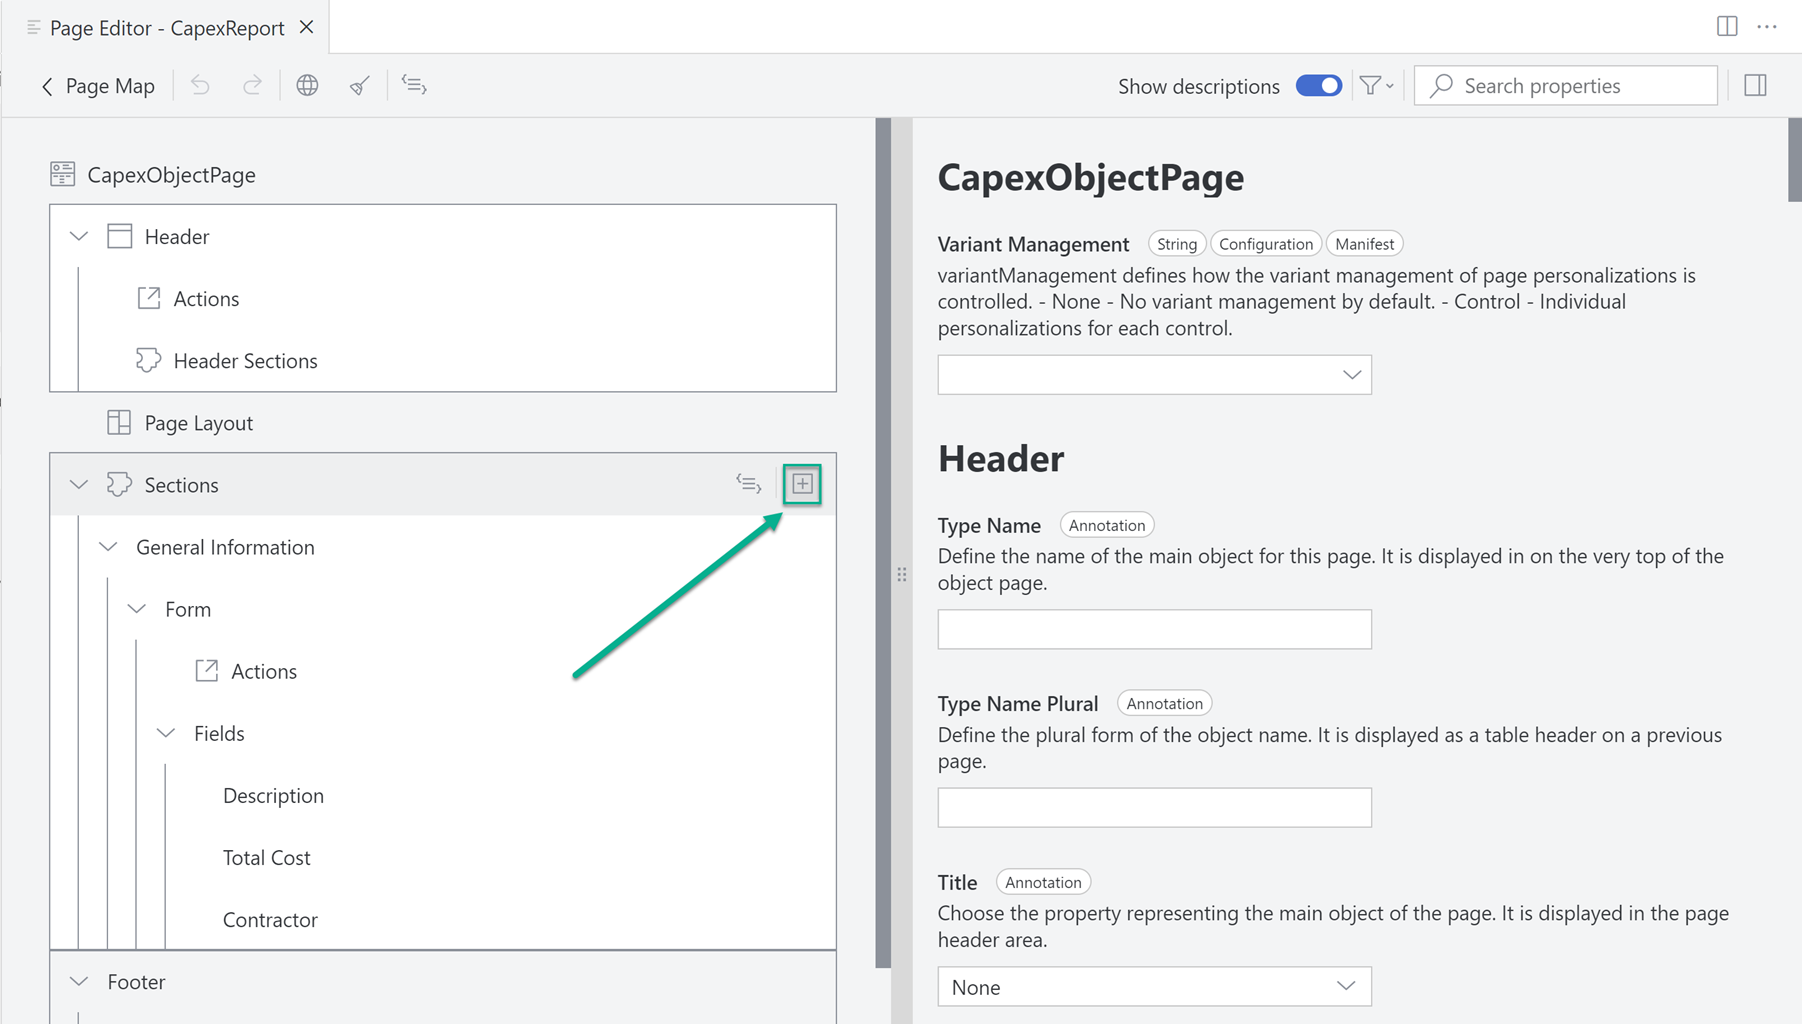 Page Editor - CapexReport
Page Map
Show descriptions
Search properties
CapexObjectPage
Header
Actions
Header Sections
Page Layout
Sections
General Information
Form
Actions
Fields
Description
Total Cost
Contractor
Footer
CapexObjectPage
Variant Management String Configuration Manifest
variantManagement defines how the variant management of page personalizations is
controlled. - None - No variant management by default. - Control - Individual
personalizations for each control.
Header
Type Name Annotation
Define the name of the main object for this page. It is displayed in on the very top of the
object page.
Type Name Plural Annotation
Define the plural form of the object name. It is displayed as a table header on a previous
page.
Title Annotation
Choose the property representing the main object of the page. It is displayed in the page
header area.
None